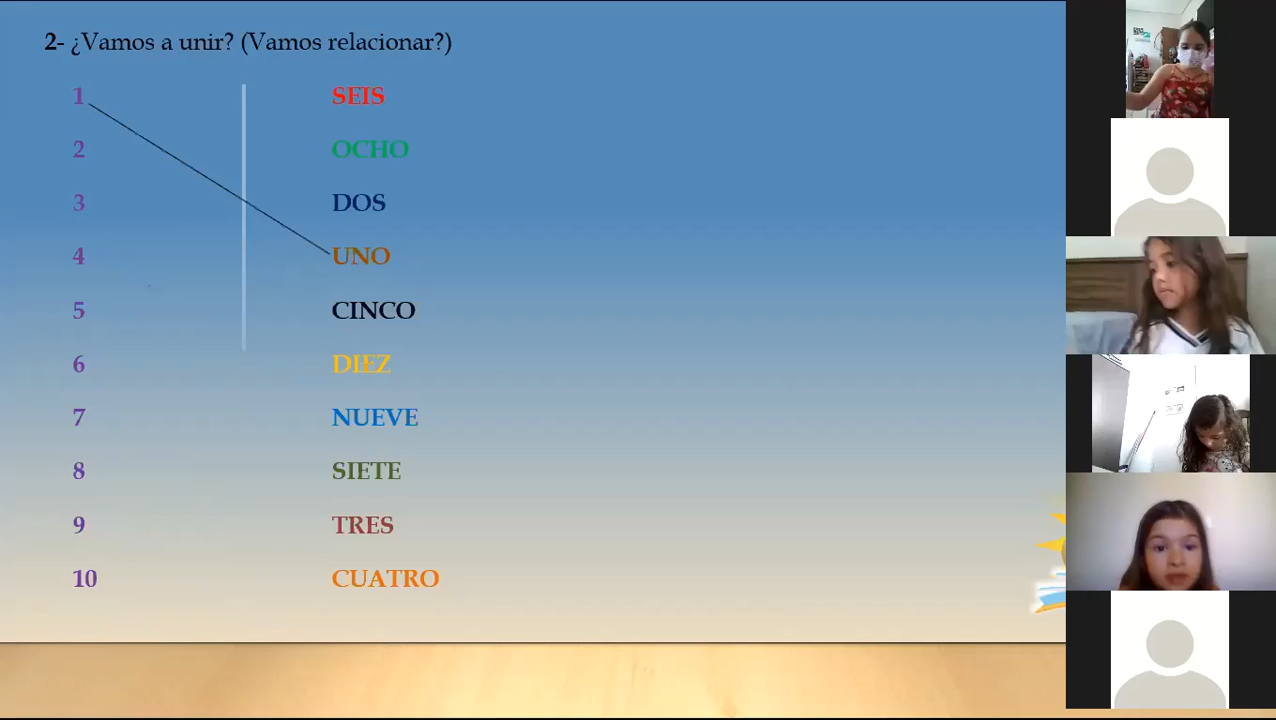 2- ¿Vamos a unir? (Vamos relacionar?)
1 SEIS
2 OCHO
3 DOS
4 UNO
5 CINCO
6 DIEZ
7 NUEVE
8 SIETE
9 TRES
10 CUATRO